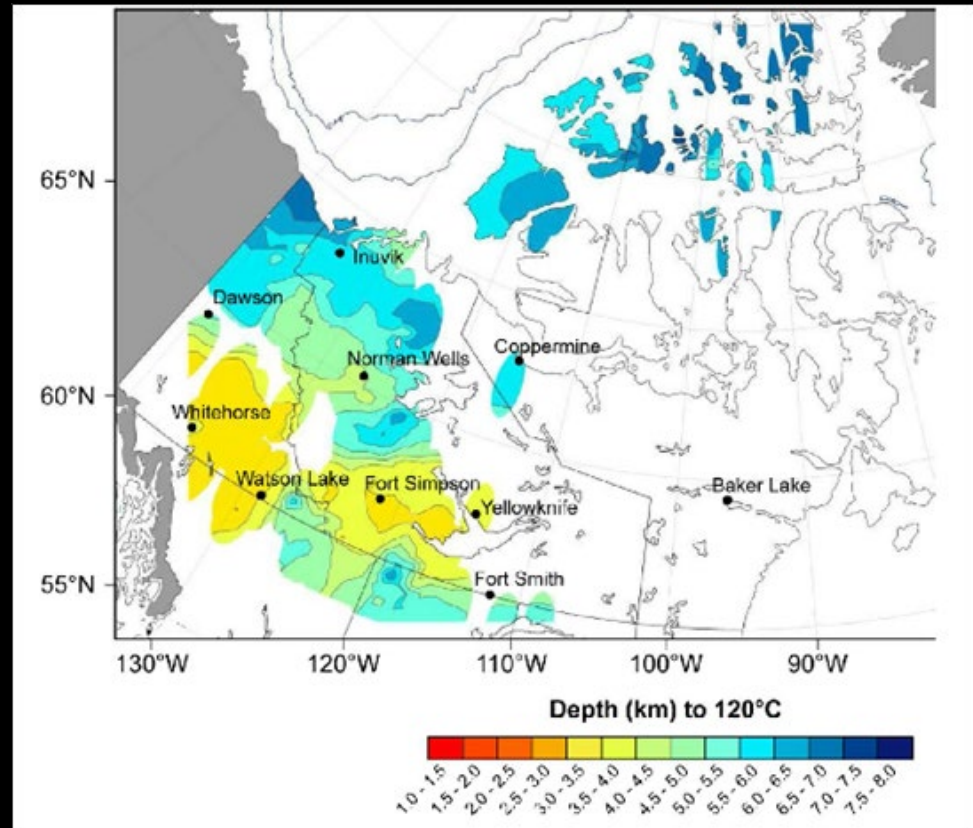 65°N
Inuvik
Dawson
Coppermine
Norman Wells
60°N
Whitehorse
Watson Lake
Fort Simpson
Baker Lake
Yellowknife
Fort Smith
55°N
130°W 120°W 110°W 100°W 90°W
Depth (km) to 120°C
1.0 - 1.5
1.5 - 2.0
2.0 - 2.5
2.5 - 3.0
3.0 - 3.5
3.5 - 4.0
4.0 - 4.5
4.5 - 5.0
5.0 - 5.5
5.5 - 6.0
6.0 - 6.5
6.5 - 7.0
7.0 - 7.5
7.5 - 8.0